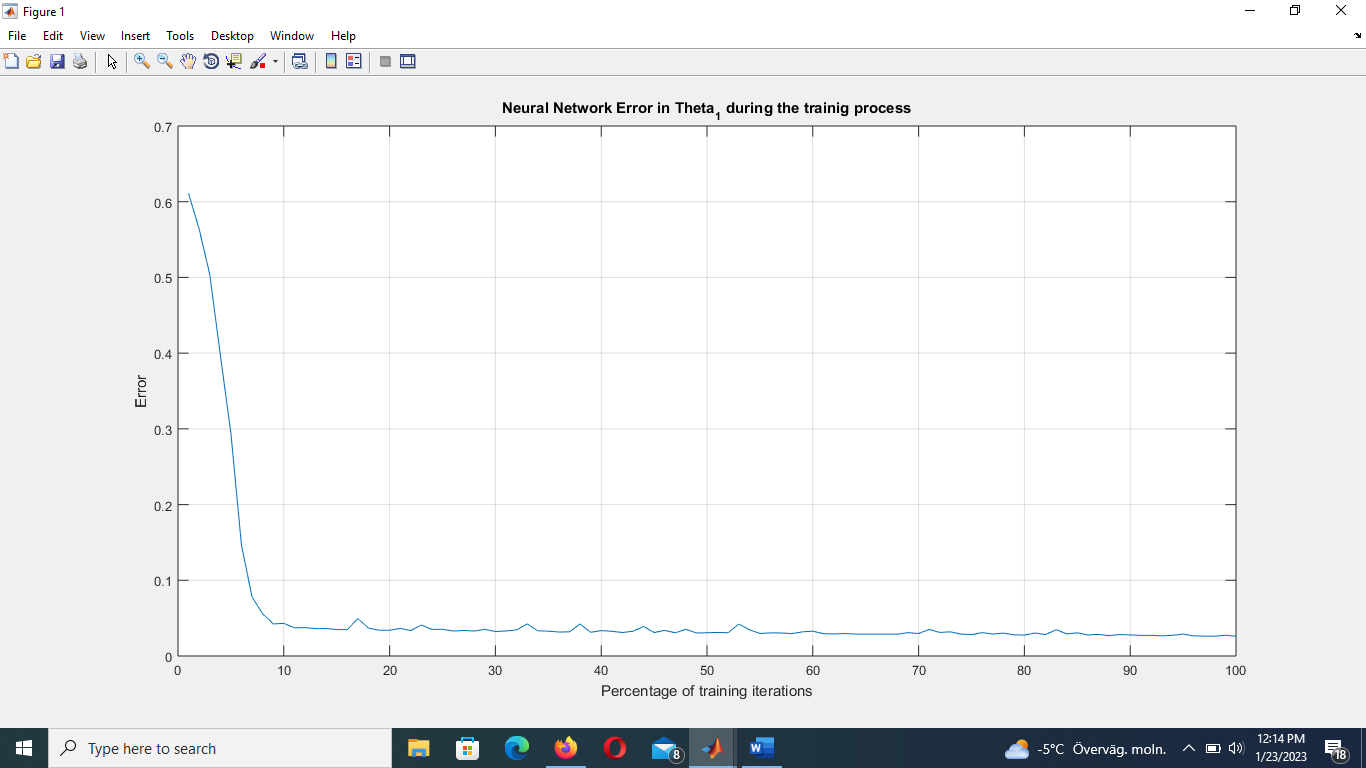 Figure 1
File Edit View Insert Tools Desktop Window Help
Neural Network Error in Theta1 during the trainig process
0.7
0.6
0.5
0.4
0.3
0.2
0.1
0
Error
0 10 20 30 40 50 60 70 80 90 100
Percentage of training iterations
Type here to search
8
-5°C Överväg. moln.
12:14 PM
1/23/2023
18